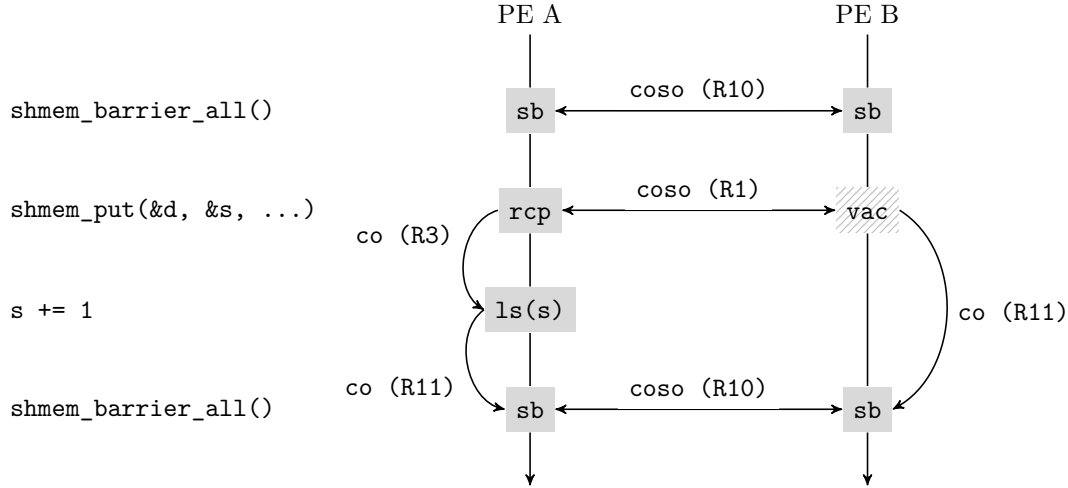 PE A PE B
shmem_barrier_all() sb coso (R10) sb
shmem_put(&d, &s, ...) rcp coso (R1) vac
co (R3)
s += 1 ls(s) co (R11)
co (R11)
shmem_barrier_all() sb coso (R10) sb